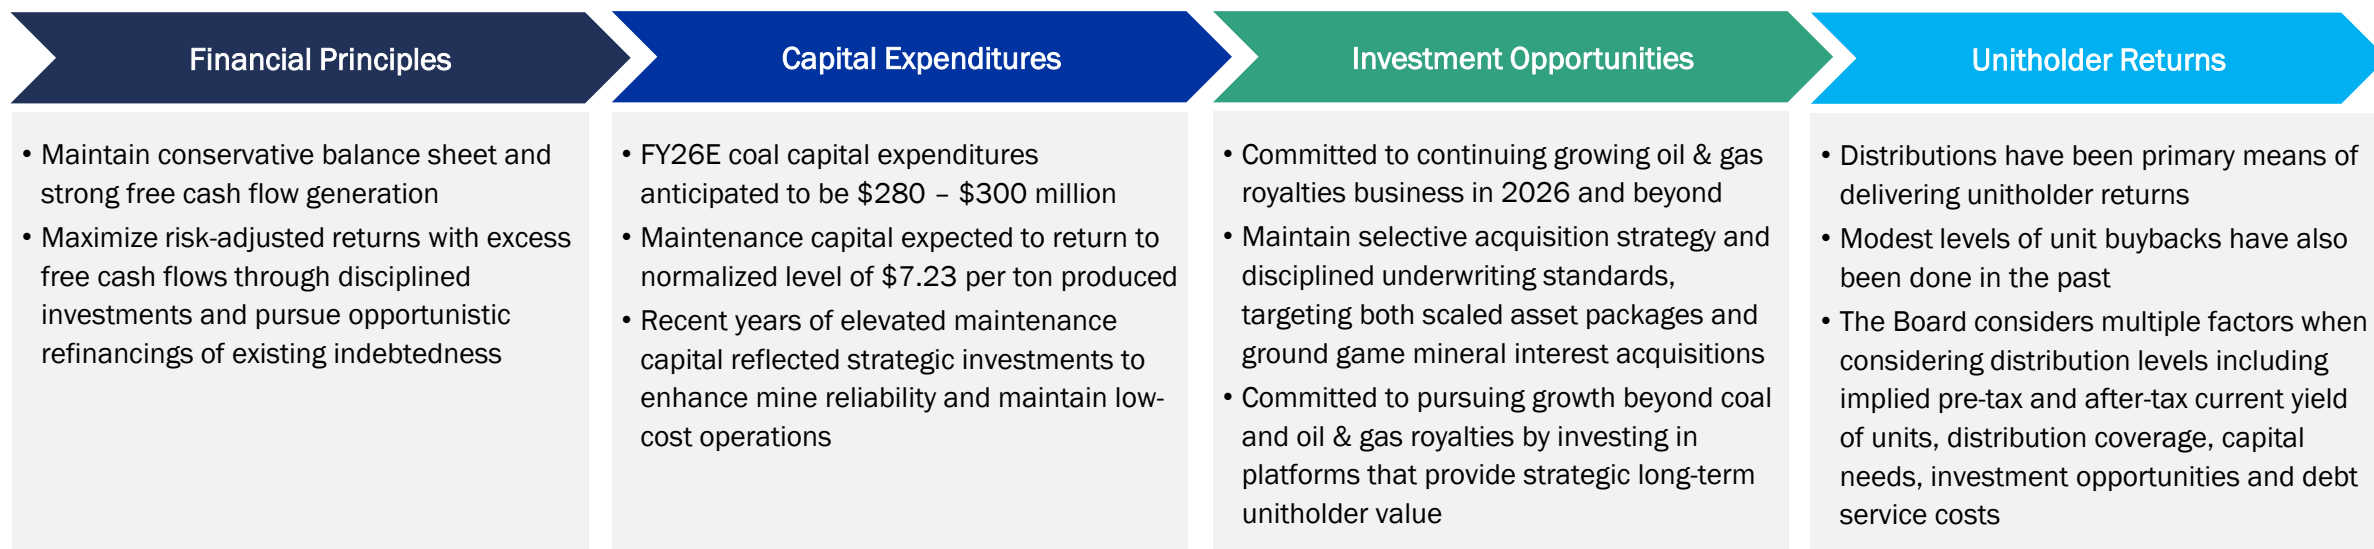 Financial Principles
• Maintain conservative balance sheet and
strong free cash flow generation
• Maximize risk-adjusted returns with excess
free cash flows through disciplined
investments and pursue opportunistic
refinancings of existing indebtedness
Capital Expenditures
• FY26E coal capital expenditures
anticipated to be $280 – $300 million
• Maintenance capital expected to return to
normalized level of $7.23 per ton produced
• Recent years of elevated maintenance
capital reflected strategic investments to
enhance mine reliability and maintain low-
cost operations
Investment Opportunities
• Committed to continuing growing oil & gas
royalties business in 2026 and beyond
• Maintain selective acquisition strategy and
disciplined underwriting standards,
targeting both scaled asset packages and
ground game mineral interest acquisitions
• Committed to pursuing growth beyond coal
and oil & gas royalties by investing in
platforms that provide strategic long-term
unitholder value
Unitholder Returns
• Distributions have been primary means of
delivering unitholder returns
• Modest levels of unit buybacks have also
been done in the past
• The Board considers multiple factors when
considering distribution levels including
implied pre-tax and after-tax current yield
of units, distribution coverage, capital
needs, investment opportunities and debt
service costs